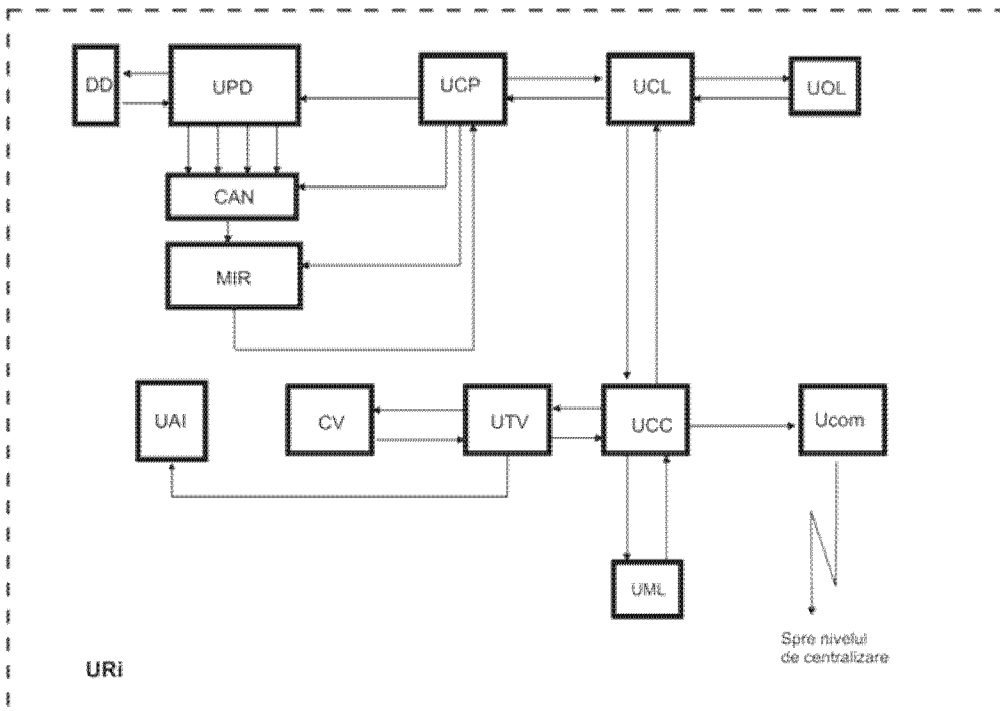 DD
UPD
UCP
UCL
UOL
CAN
MIR
UAI
CV
UTV
UCC
Ucom
UML
Spre nivelul
de centralizare
URi